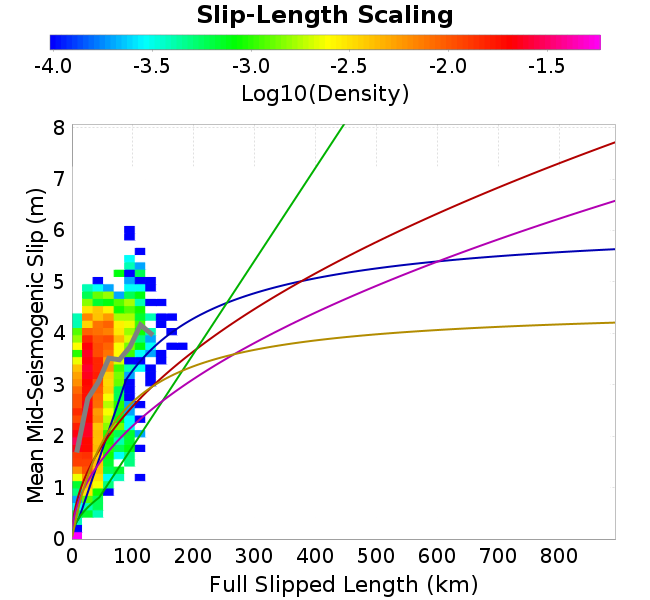 Slip-Length Scaling
-4.0 -3.5 -3.0 -2.5 -2.0 -1.5
Log10(Density)
8
7
6
5
4
3
2
1
0
Mean Mid-Seismogenic Slip (m)
0 100 200 300 400 500 600 700 800
Full Slipped Length (km)